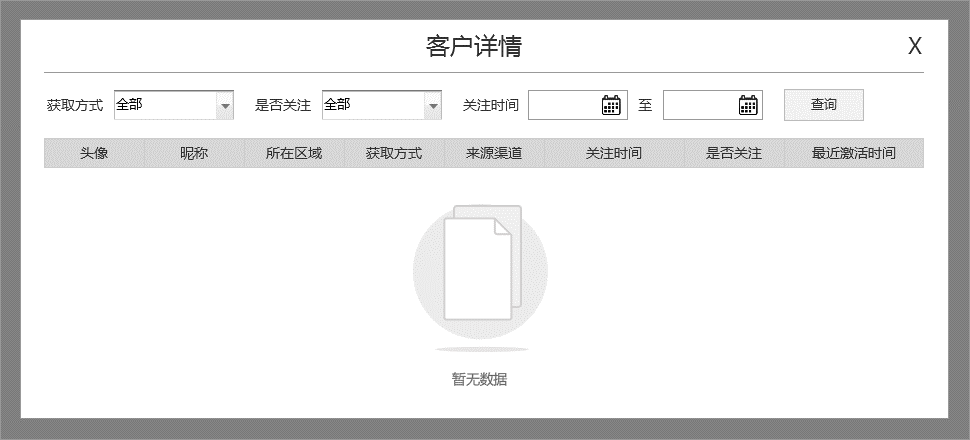 客户详情 X
获取方式 全部 是否关注 全部 关注时间 至 查询
头像 昵称 所在区域 获取方式 来源渠道 关注时间 是否关注 最近激活时间
暂无数据